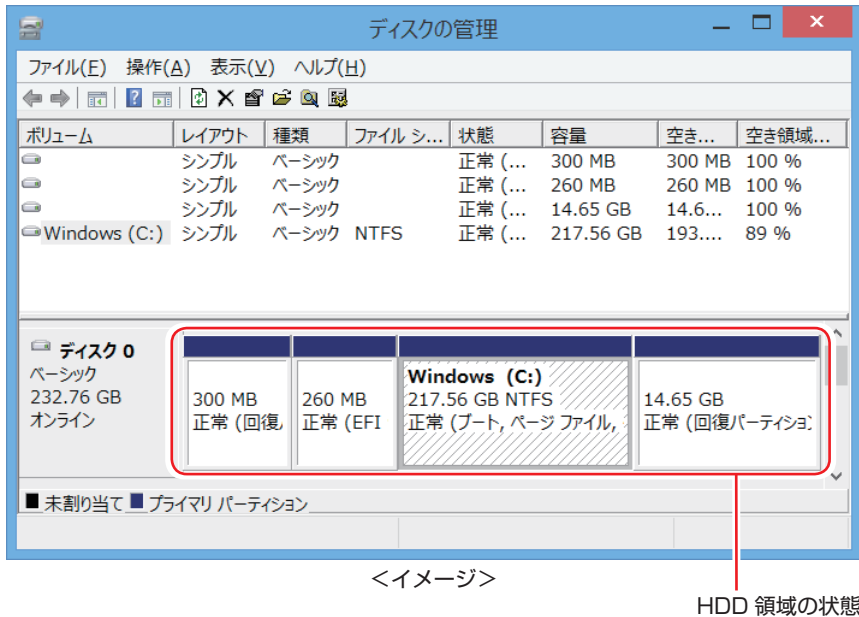 ディスクの管理
ファイル(F) 操作(A) 表示(V) ヘルプ(H)
ボリューム レイアウト 種類 ファイル シ... 状態 容量 空き... 空き領域...
シンプル ベーシック 正常 (... 300 MB 300 MB 100 %
シンプル ベーシック 正常 (... 260 MB 260 MB 100 %
シンプル ベーシック 正常 (... 14.65 GB 14.6... 100 %
Windows (C:) シンプル ベーシック NTFS 正常 (... 217.56 GB 193.... 89 %
ディスク 0
ベーシック
232.76 GB
オンライン
300 MB
正常 (回復
260 MB
正常 (EFI
Windows (C:)
217.56 GB NTFS
正常 (ブート, ページ ファイル,
14.65 GB
正常 (回復パーティション
未割り当て プライマリ パーティション
＜イメージ＞
HDD 領域の状態